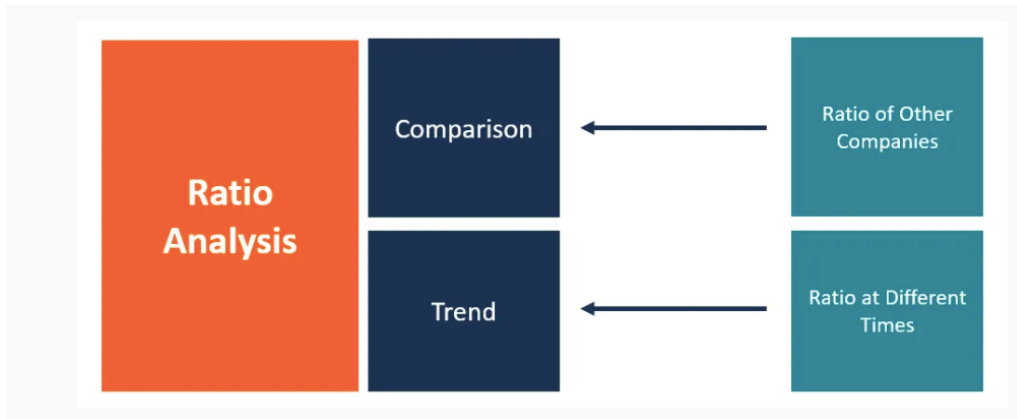 Ratio
Analysis
Comparison
Ratio of Other
Companies
Trend
Ratio at Different
Times